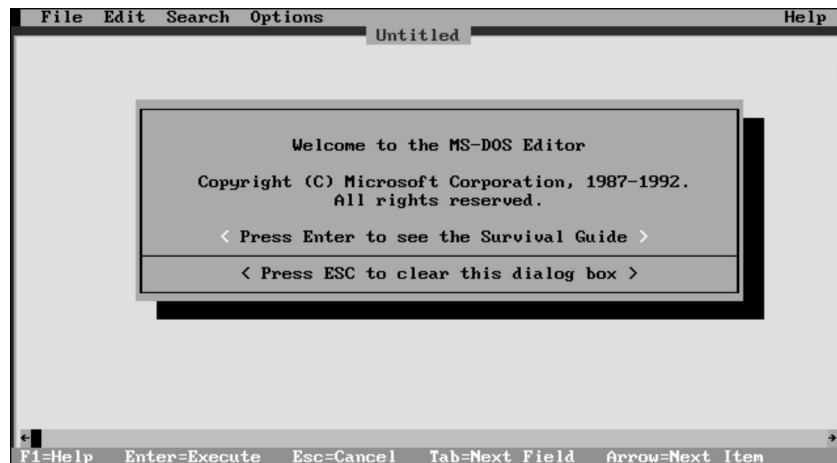 File Edit Search Options Help
Untitled
Welcome to the MS-DOS Editor
Copyright (C) Microsoft Corporation, 1987-1992.
All rights reserved.
< Press Enter to see the Survival Guide >
< Press ESC to clear this dialog box >
F1=Help Enter=Execute Esc=Cancel Tab=Next Field Arrow=Next Item